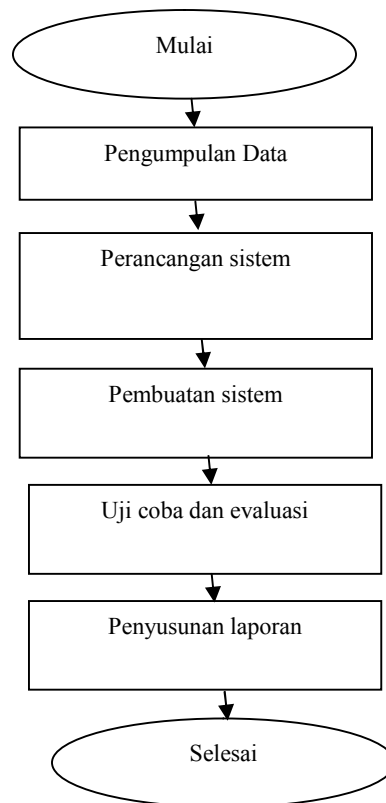 Mulai
Pengumpulan Data
Perancangan sistem
Pembuatan sistem
Uji coba dan evaluasi
Penyusunan laporan
Selesai